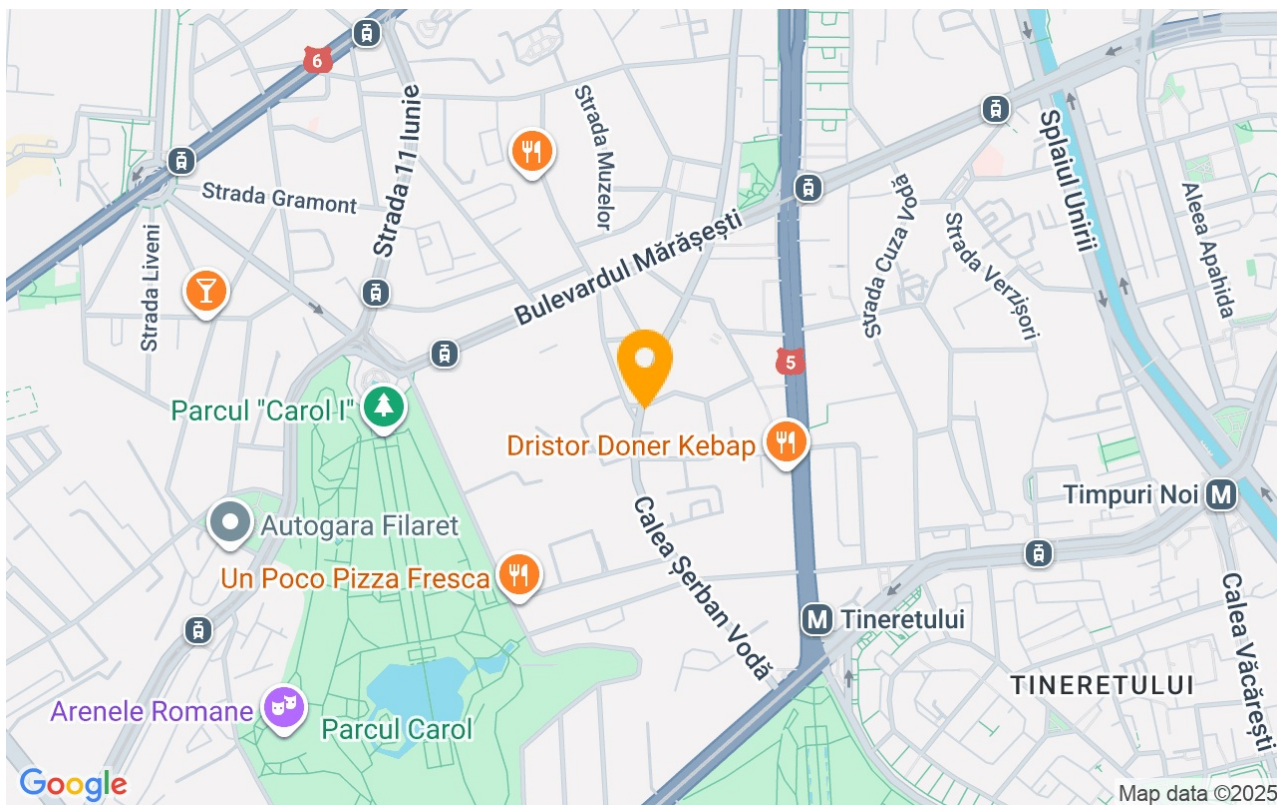 6
Strada 11 Iunie
Strada Muzelor
Strada Gramont
Strada Liveni
Bulevardul Mărășești
Strada Cuza Vodă
Strada Verzișori
Splaiul Unirii
Aleea Apahida
5
Parcul "Carol I"
Dristor Doner Kebap
Timpuri Noi M
Autogara Filaret
Un Poco Pizza Fresca
Calea Șerban Vodă
M Tineretului
Calea Văcărești
TINERETULUI
Arenele Romane
Parcul Carol
Google
Map data ©2025